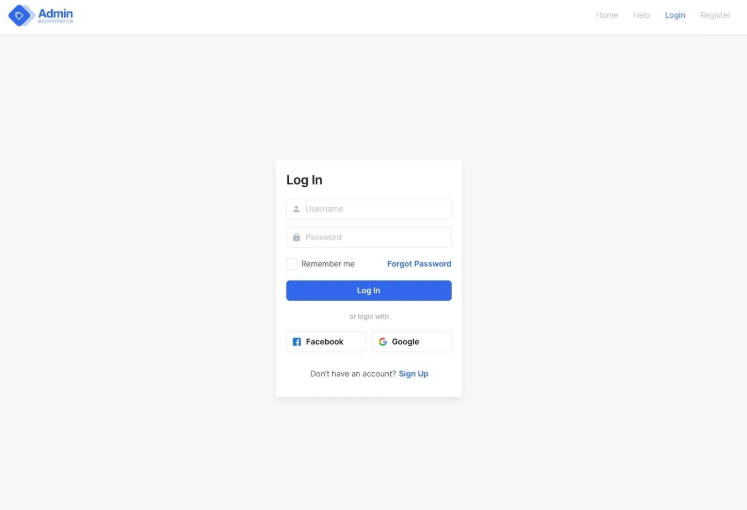 Admin
ecommerce
Home Help Login Register
Log In
Username
Password
Remember me Forgot Password
Log In
or login with
Facebook Google
Don't have an account? Sign Up